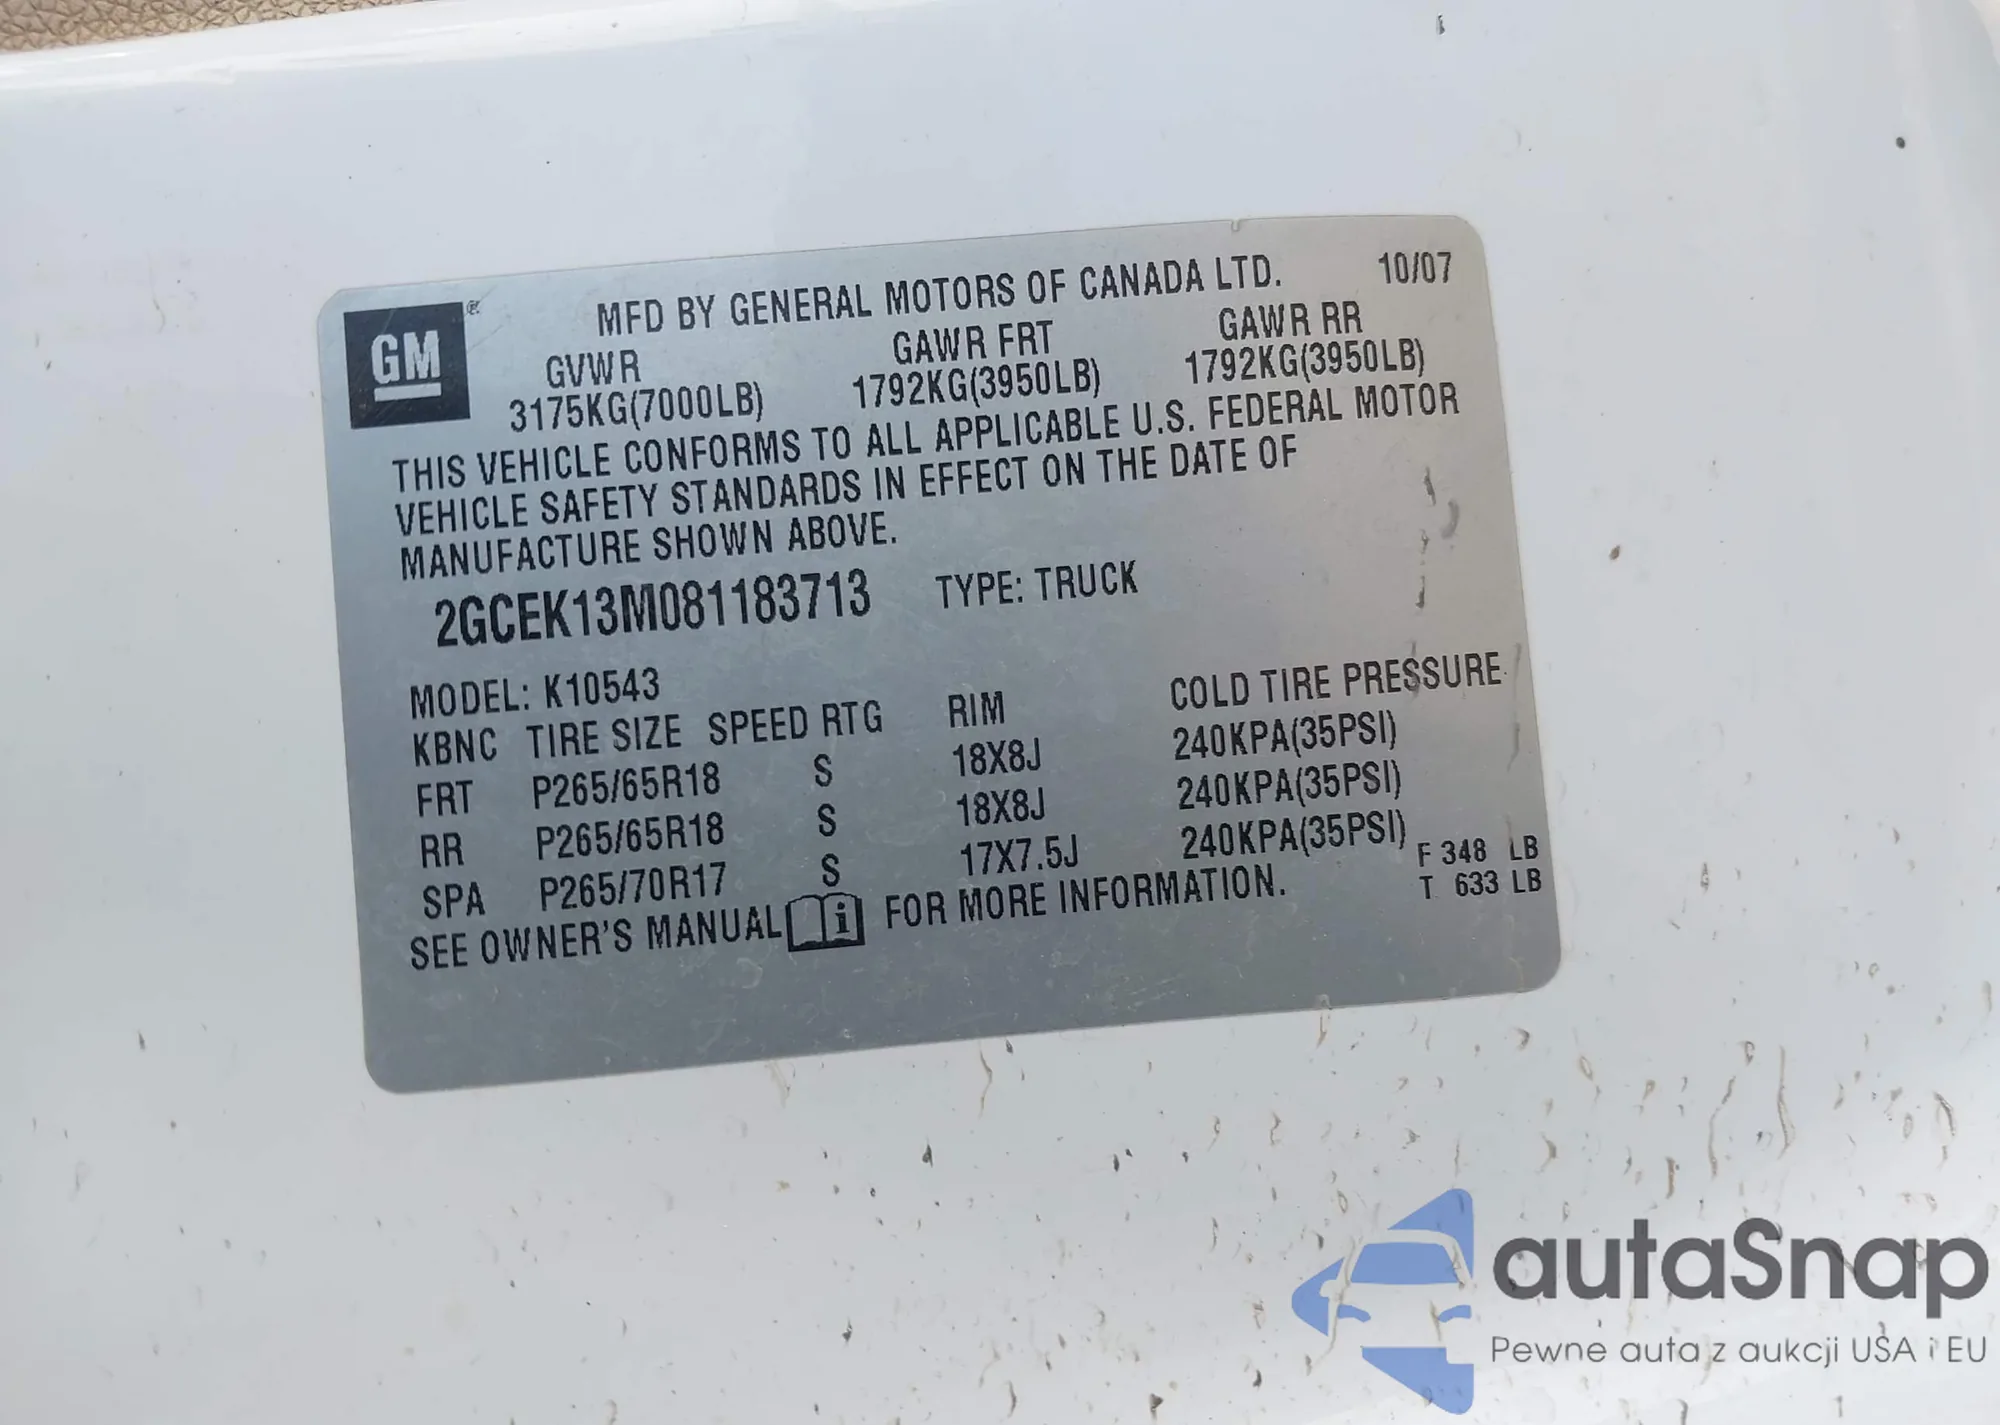 GM
MFD BY GENERAL MOTORS OF CANADA LTD. 10/07
GVWR GAWR FRT GAWR RR
3175KG(7000LB) 1792KG(3950LB) 1792KG(3950LB)
THIS VEHICLE CONFORMS TO ALL APPLICABLE U.S. FEDERAL MOTOR
VEHICLE SAFETY STANDARDS IN EFFECT ON THE DATE OF
MANUFACTURE SHOWN ABOVE.
2GCEK13M081183713 TYPE: TRUCK
MODEL: K10543
KBNC TIRE SIZE SPEED RTG RIM COLD TIRE PRESSURE
FRT P265/65R18 S 18X8J 240KPA(35PSI)
RR P265/65R18 S 18X8J 240KPA(35PSI)
SPA P265/70R17 S 17X7.5J 240KPA(35PSI)
SEE OWNER'S MANUAL i FOR MORE INFORMATION.
F 348 LB
T 633 LB
autaSnap
Pewne auta z aukcji USA i EU